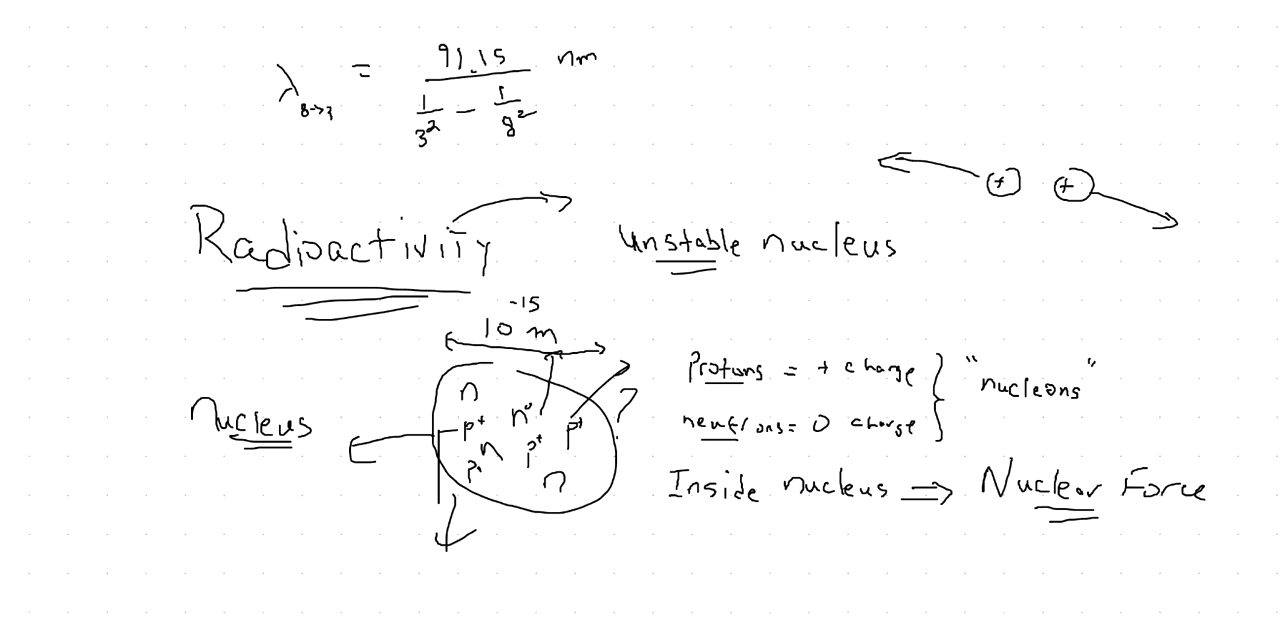 λ₈→₃ = 91.15 / (1/3² − 1/8²) nm
+ +
Radioactivity → Unstable nucleus
10⁻¹⁵ m
Protons = + charge } "nucleons"
neutrons = 0 charge
nucleus
n
n⁰
p⁺ p⁺
n p⁺
p⁺ n
?
Inside nucleus ⇒ Nuclear Force